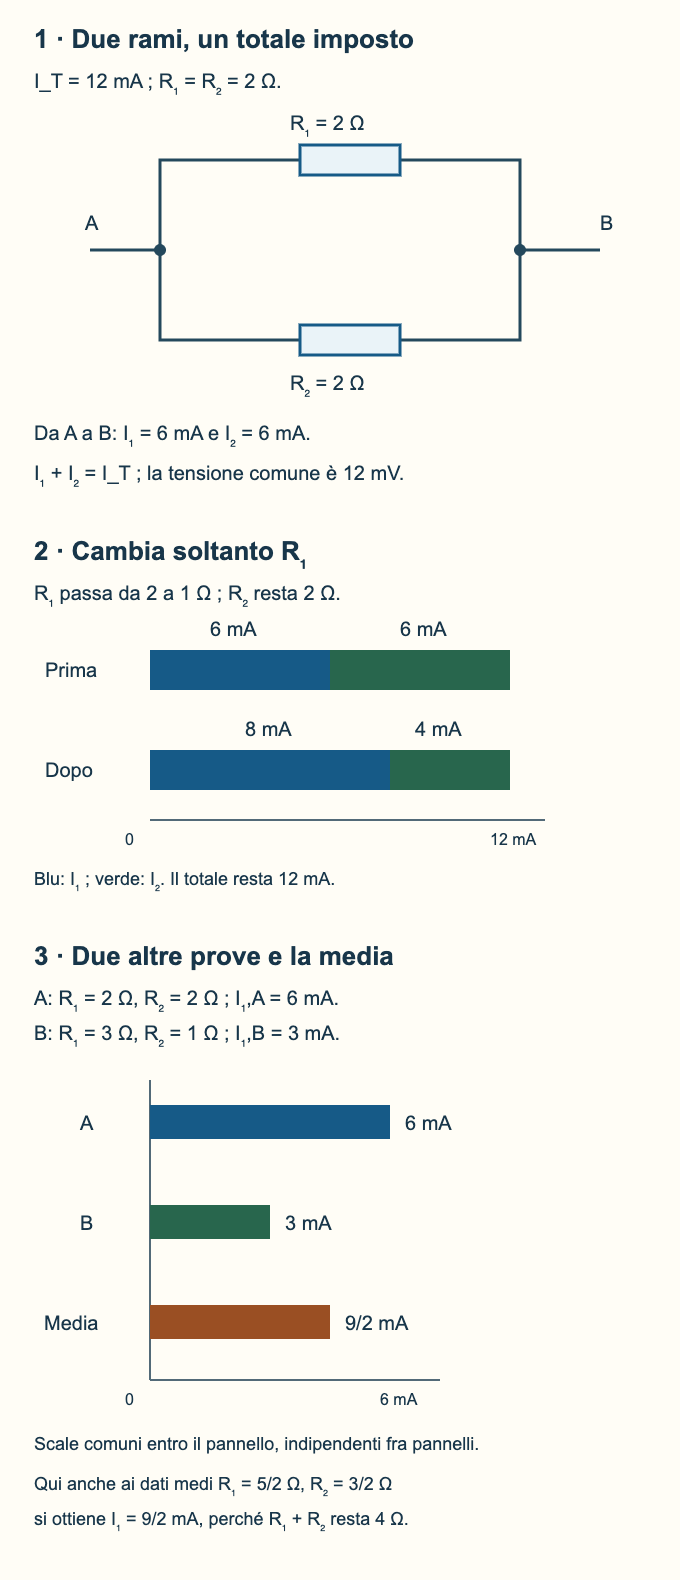 1 · Due rami, un totale imposto
I_T = 12 mA ; R₁ = R₂ = 2 Ω.
R₁ = 2 Ω
A
B
R₂ = 2 Ω
Da A a B: I₁ = 6 mA e I₂ = 6 mA.
I₁ + I₂ = I_T ; la tensione comune è 12 mV.
2 · Cambia soltanto R₁
R₁ passa da 2 a 1 Ω ; R₂ resta 2 Ω.
6 mA 6 mA
Prima
8 mA 4 mA
Dopo
0 12 mA
Blu: I₁ ; verde: I₂. Il totale resta 12 mA.
3 · Due altre prove e la media
A: R₁ = 2 Ω, R₂ = 2 Ω ; I₁,A = 6 mA.
B: R₁ = 3 Ω, R₂ = 1 Ω ; I₁,B = 3 mA.
A 6 mA
B 3 mA
Media 9/2 mA
0 6 mA
Scale comuni entro il pannello, indipendenti fra pannelli.
Qui anche ai dati medi R₁ = 5/2 Ω, R₂ = 3/2 Ω
si ottiene I₁ = 9/2 mA, perché R₁ + R₂ resta 4 Ω.